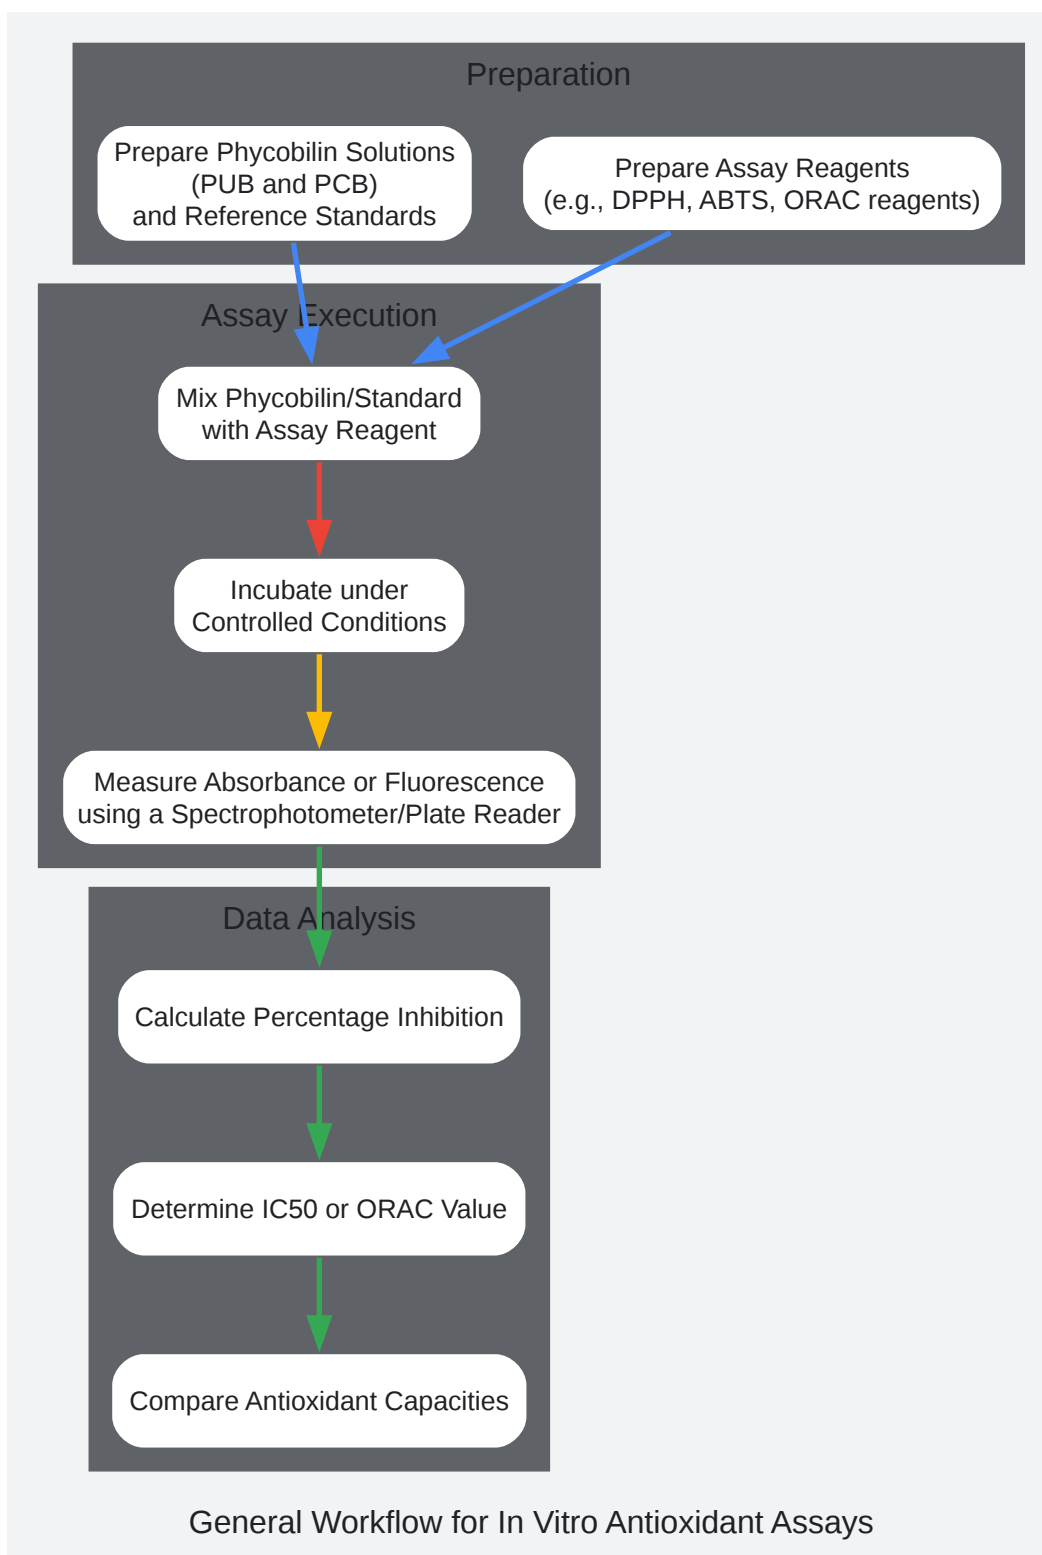 Preparation
Prepare Phycobilin Solutions
(PUB and PCB)
and Reference Standards
Prepare Assay Reagents
(e.g., DPPH, ABTS, ORAC reagents)
Assay Execution
Mix Phycobilin/Standard
with Assay Reagent
Incubate under
Controlled Conditions
Measure Absorbance or Fluorescence
using a Spectrophotometer/Plate Reader
Data Analysis
Calculate Percentage Inhibition
Determine IC50 or ORAC Value
Compare Antioxidant Capacities
General Workflow for In Vitro Antioxidant Assays